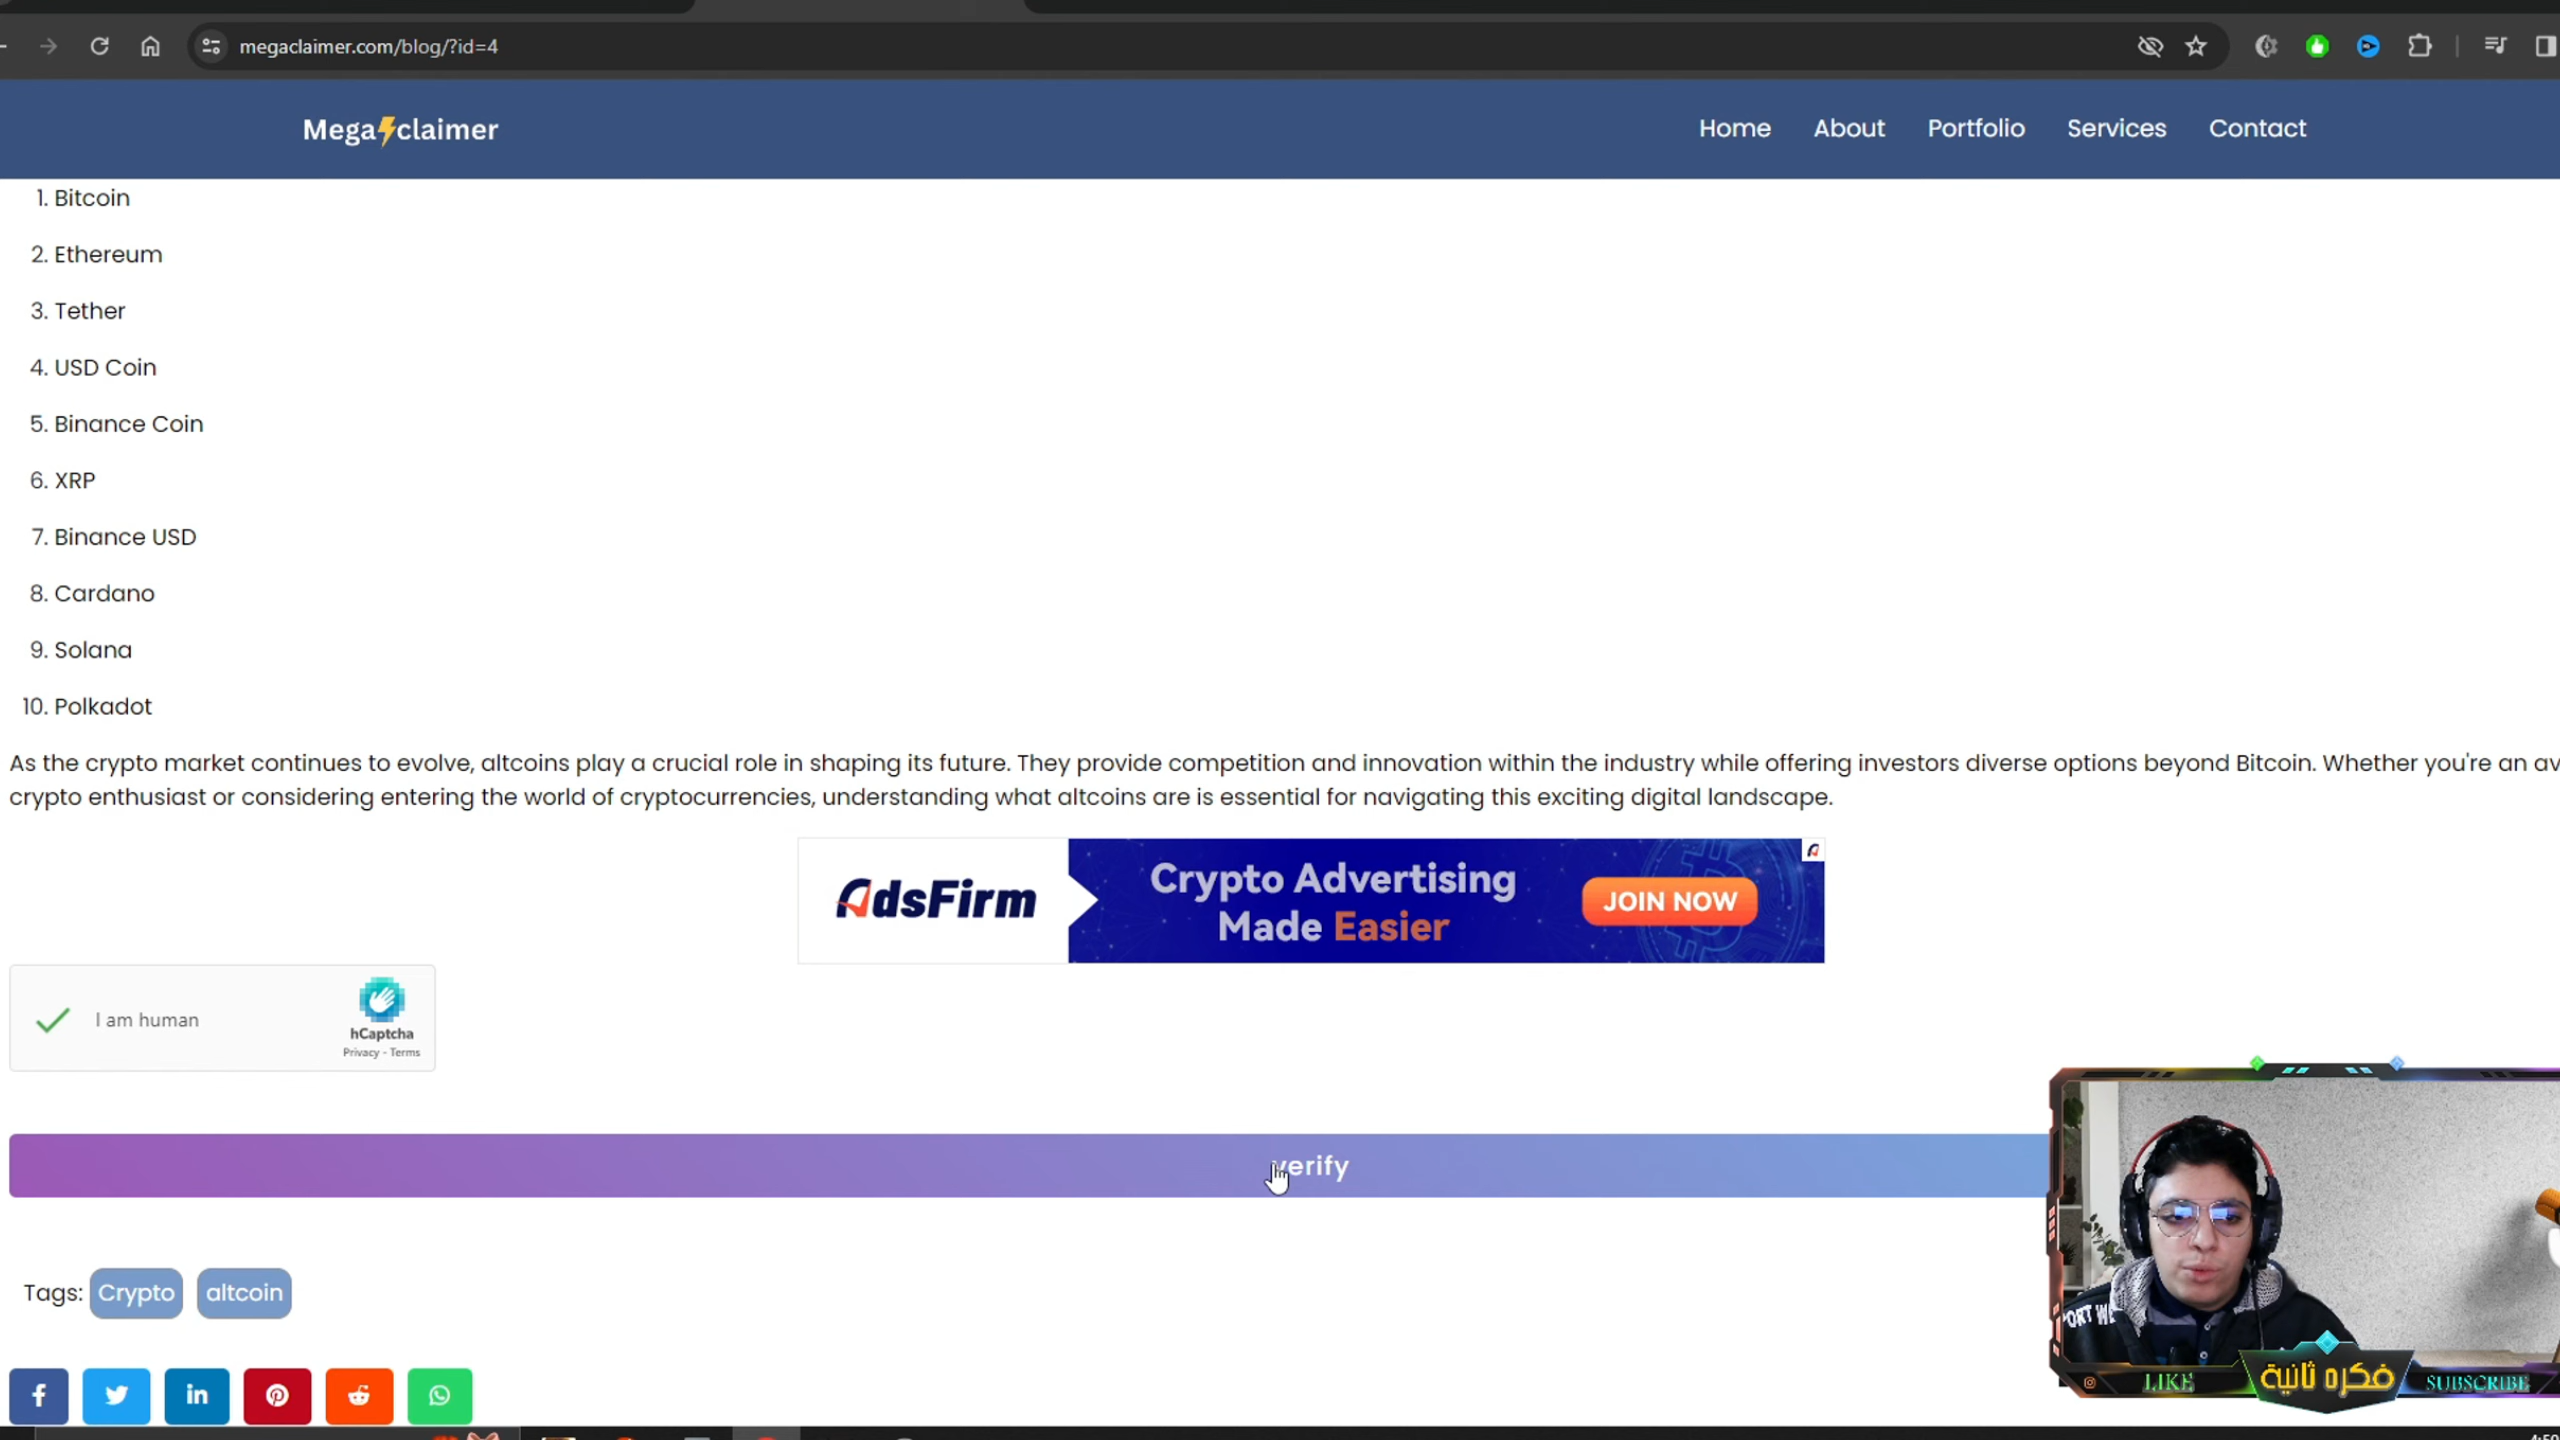 megaclaimer.com/blog/?id=4
Mega claimer
Home About Portfolio Services Contact
1. Bitcoin
2. Ethereum
3. Tether
4. USD Coin
5. Binance Coin
6. XRP
7. Binance USD
8. Cardano
9. Solana
10. Polkadot
As the crypto market continues to evolve, altcoins play a crucial role in shaping its future. They provide competition and innovation within the industry while offering investors diverse options beyond Bitcoin. Whether you're an av
crypto enthusiast or considering entering the world of cryptocurrencies, understanding what altcoins are is essential for navigating this exciting digital landscape.
AdsFirm
Crypto Advertising
Made Easier
JOIN NOW
I am human
hCaptcha
Privacy - Terms
verify
Tags: Crypto altcoin
LIKE
فكره ثانية
SUBSCRIBE